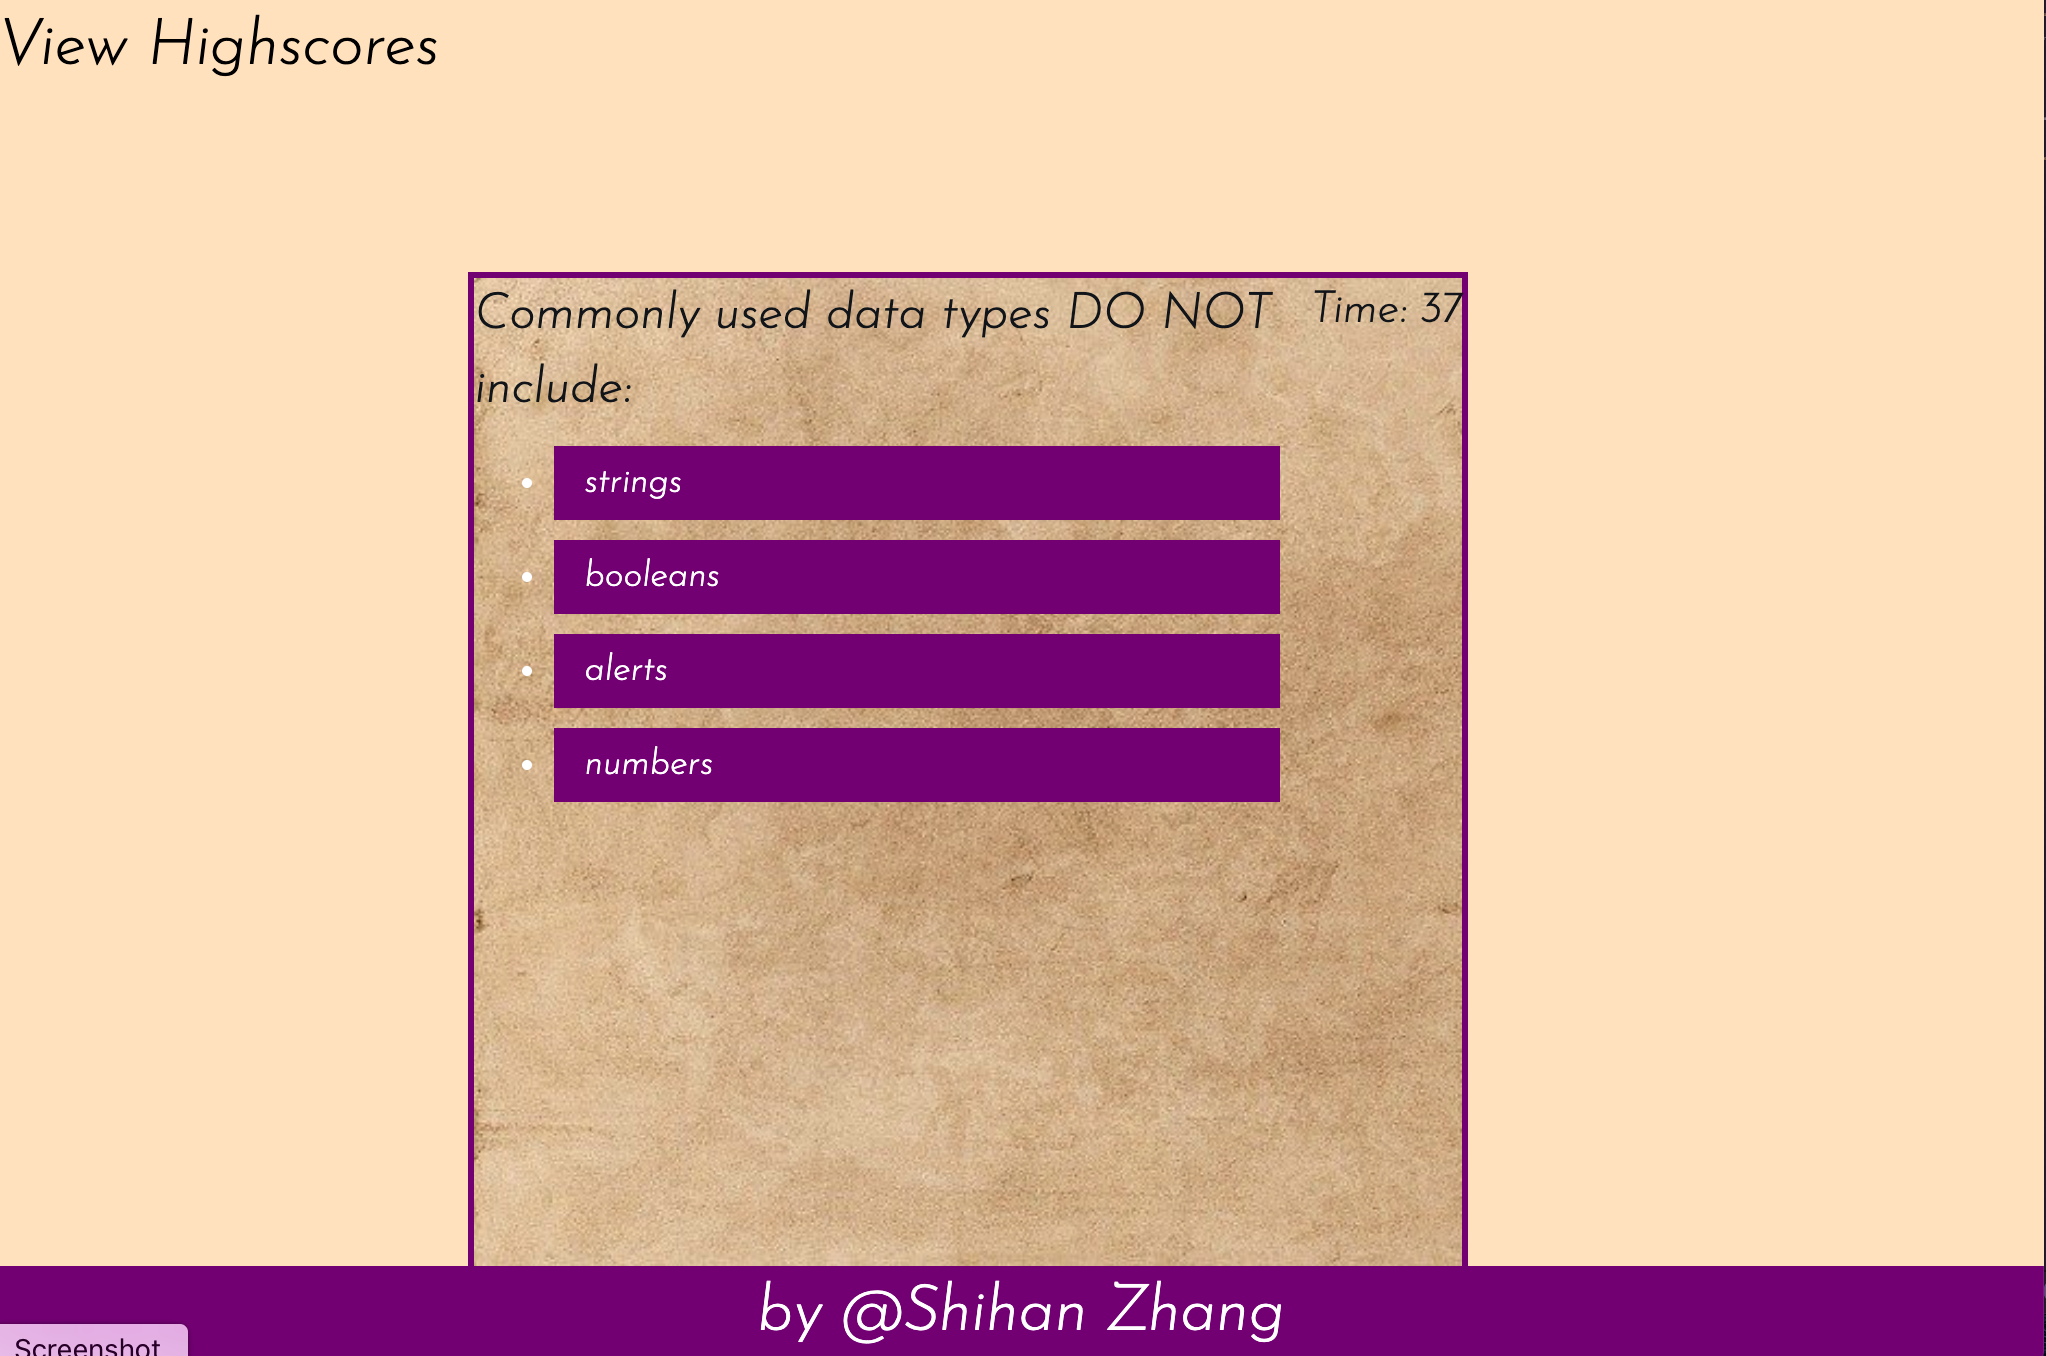 View Highscores
Commonly used data types DO NOT
Time: 37
include:
strings
booleans
alerts
numbers
by @Shihan Zhang
Screenshot